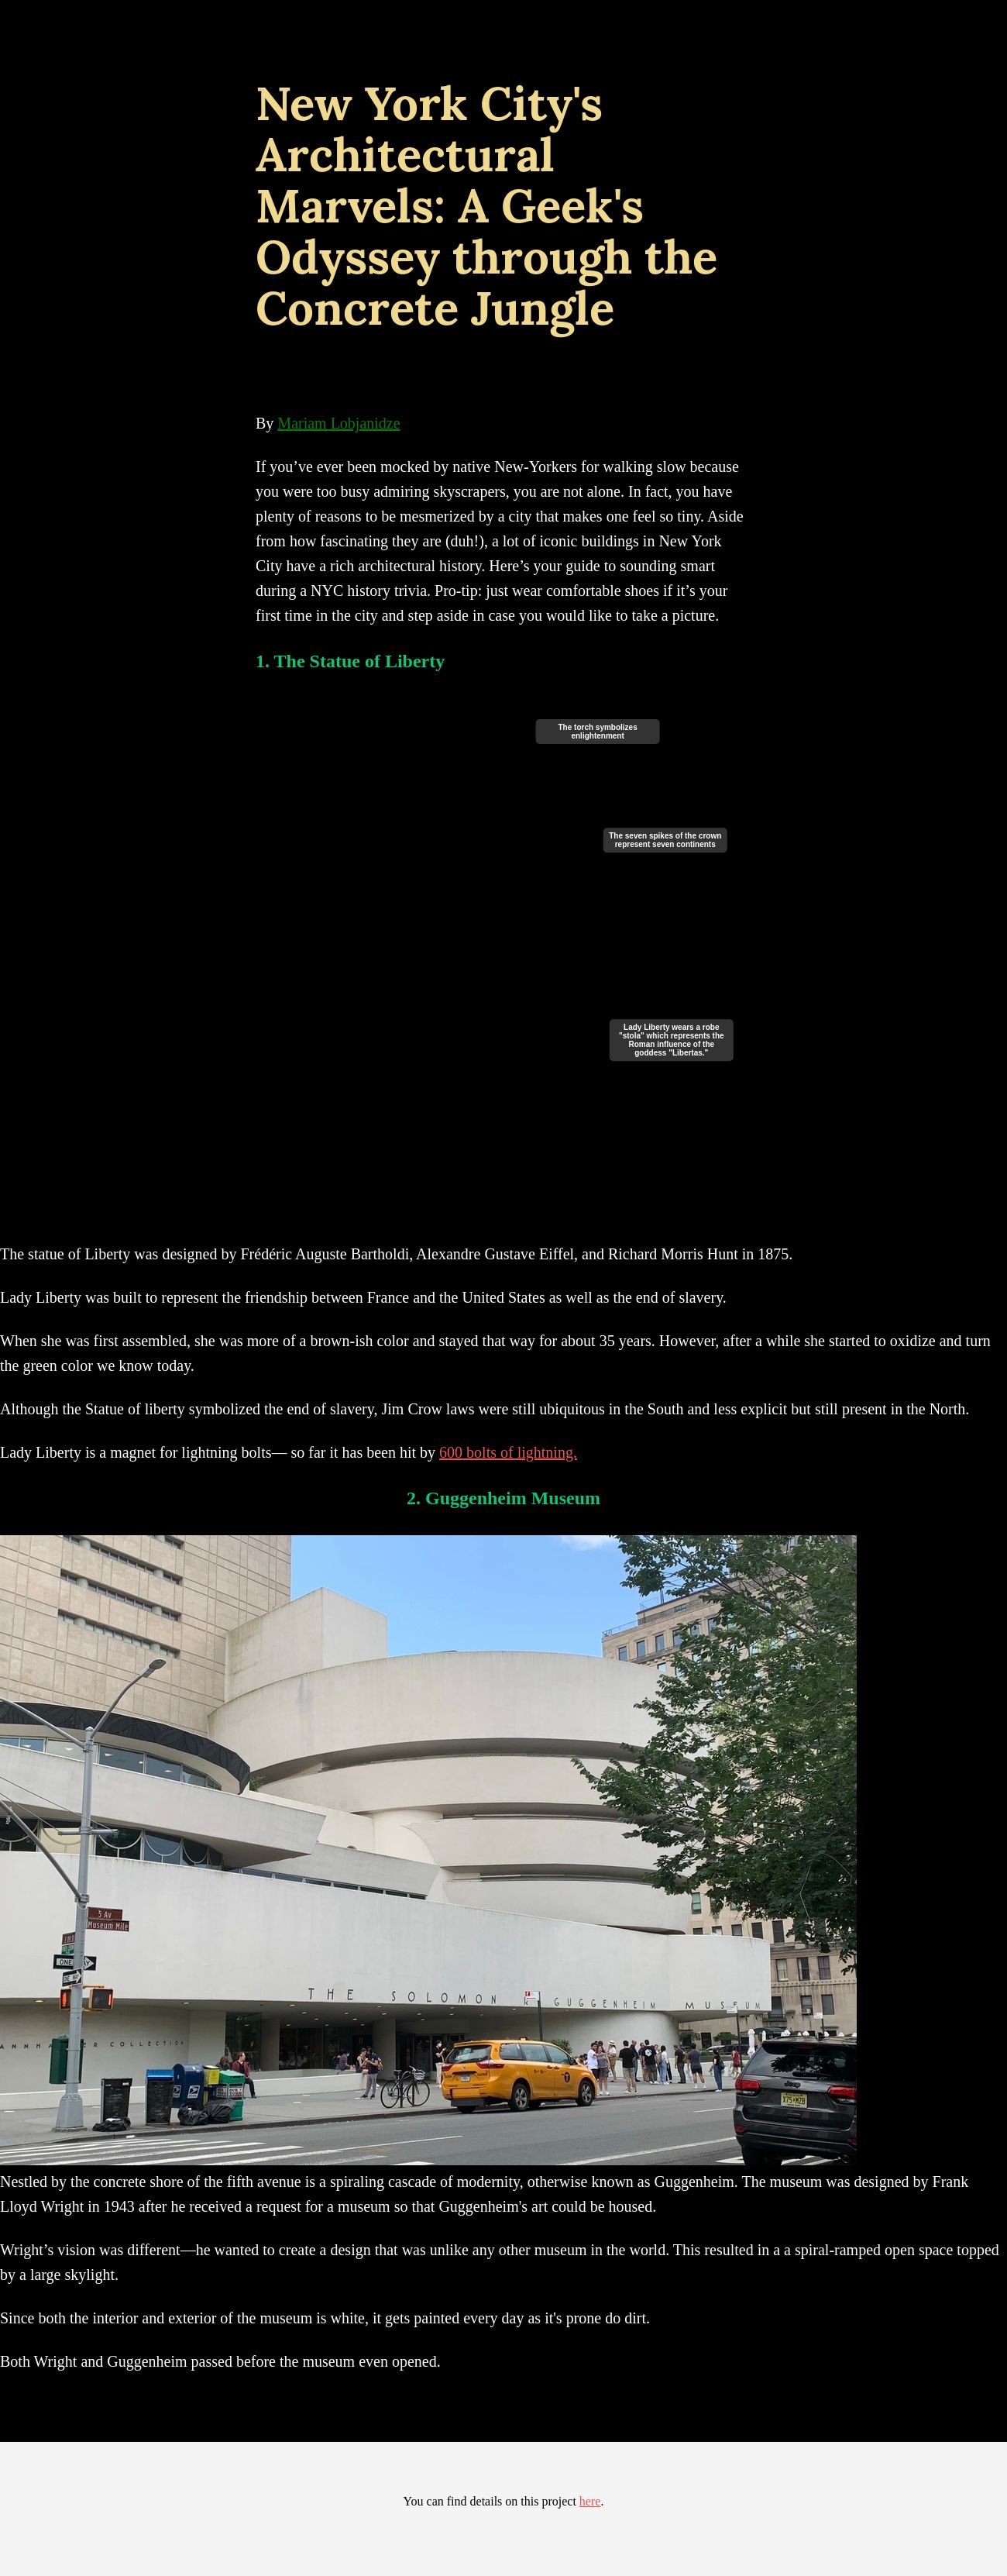 New York City's
Architectural
Marvels: A Geek's
Odyssey through the
Concrete Jungle
By Mariam Lobjanidze
If you’ve ever been mocked by native New-Yorkers for walking slow because
you were too busy admiring skyscrapers, you are not alone. In fact, you have
plenty of reasons to be mesmerized by a city that makes one feel so tiny. Aside
from how fascinating they are (duh!), a lot of iconic buildings in New York
City have a rich architectural history. Here’s your guide to sounding smart
during a NYC history trivia. Pro-tip: just wear comfortable shoes if it’s your
first time in the city and step aside in case you would like to take a picture.
1. The Statue of Liberty
The torch symbolizes
enlightenment
The seven spikes of the crown
represent seven continents
Lady Liberty wears a robe
"stola" which represents the
Roman influence of the
goddess "Libertas."
The statue of Liberty was designed by Frédéric Auguste Bartholdi, Alexandre Gustave Eiffel, and Richard Morris Hunt in 1875.
Lady Liberty was built to represent the friendship between France and the United States as well as the end of slavery.
When she was first assembled, she was more of a brown-ish color and stayed that way for about 35 years. However, after a while she started to oxidize and turn
the green color we know today.
Although the Statue of liberty symbolized the end of slavery, Jim Crow laws were still ubiquitous in the South and less explicit but still present in the North.
Lady Liberty is a magnet for lightning bolts— so far it has been hit by 600 bolts of lightning.
2. Guggenheim Museum
5 Av
Museum Mile
ONE WAY
THE SOLOMON R GUGGENHEIM MUSEUM
COLLECTION
Nestled by the concrete shore of the fifth avenue is a spiraling cascade of modernity, otherwise known as Guggenheim. The museum was designed by Frank
Lloyd Wright in 1943 after he received a request for a museum so that Guggenheim's art could be housed.
Wright’s vision was different—he wanted to create a design that was unlike any other museum in the world. This resulted in a a spiral-ramped open space topped
by a large skylight.
Since both the interior and exterior of the museum is white, it gets painted every day as it's prone do dirt.
Both Wright and Guggenheim passed before the museum even opened.
You can find details on this project here.